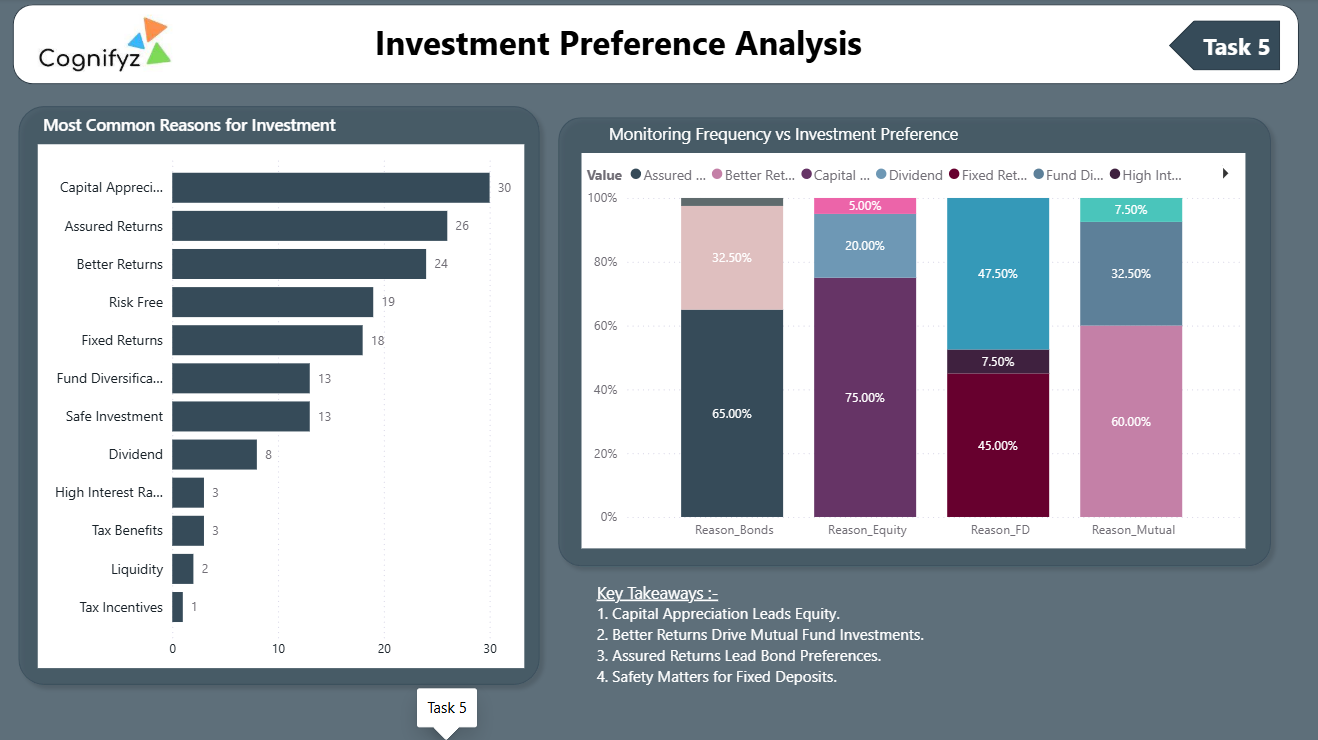 Cognifyz
Investment Preference Analysis
Task 5
Most Common Reasons for Investment
Capital Appreci... 30
Assured Returns 26
Better Returns 24
Risk Free 19
Fixed Returns 18
Fund Diversifica... 13
Safe Investment 13
Dividend 8
High Interest Ra... 3
Tax Benefits 3
Liquidity 2
Tax Incentives 1
0 10 20 30
Monitoring Frequency vs Investment Preference
Value Assured ... Better Ret... Capital ... Dividend Fixed Ret... Fund Di... High Int...
100%
80%
60%
40%
20%
0%
32.50%
65.00%
5.00%
20.00%
75.00%
47.50%
7.50%
45.00%
7.50%
32.50%
60.00%
Reason_Bonds Reason_Equity Reason_FD Reason_Mutual
Key Takeaways :-
1. Capital Appreciation Leads Equity.
2. Better Returns Drive Mutual Fund Investments.
3. Assured Returns Lead Bond Preferences.
4. Safety Matters for Fixed Deposits.
Task 5